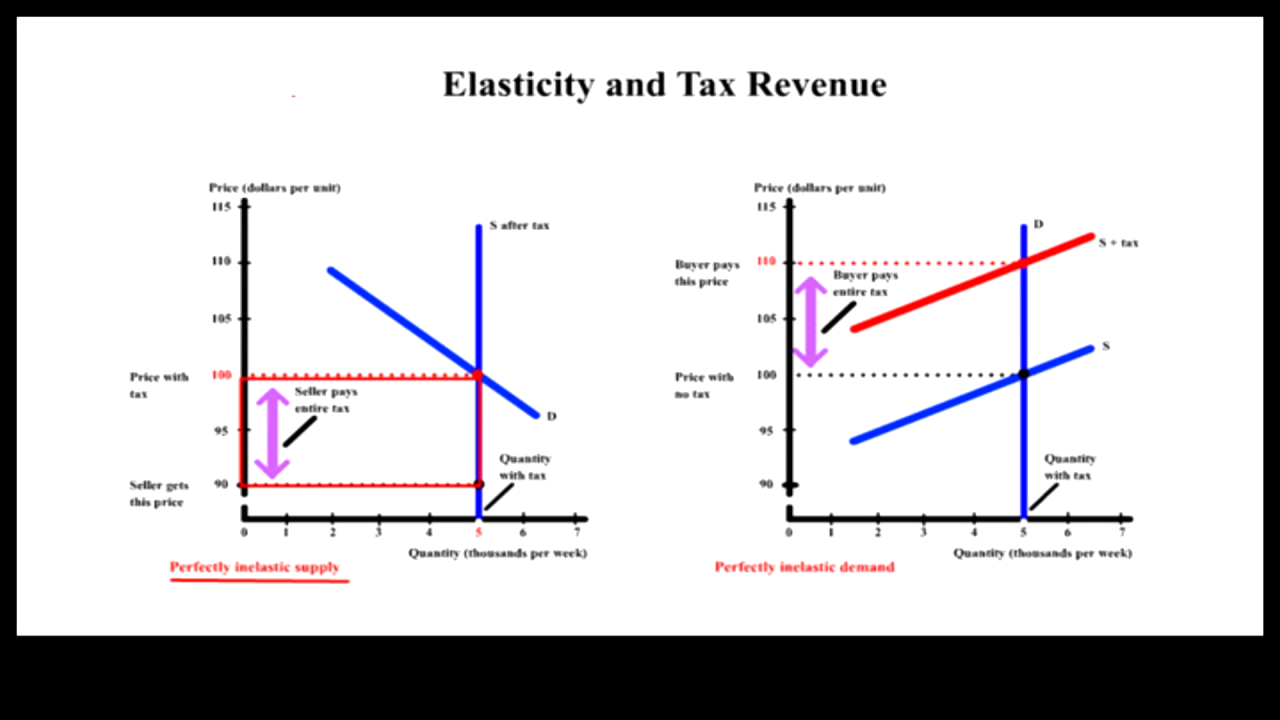 Elasticity and Tax Revenue
Price (dollars per unit)
115
110
105
100
95
90
Price with
tax
Seller gets
this price
Seller pays
entire tax
S after tax
D
Quantity
with tax
0 1 2 3 4 5 6 7
Quantity (thousands per week)
Perfectly inelastic supply
Price (dollars per unit)
115
110
105
100
95
90
Buyer pays
this price
Price with
no tax
Buyer pays
entire tax
D
S + tax
S
Quantity
with tax
0 1 2 3 4 5 6 7
Quantity (thousands per week)
Perfectly inelastic demand